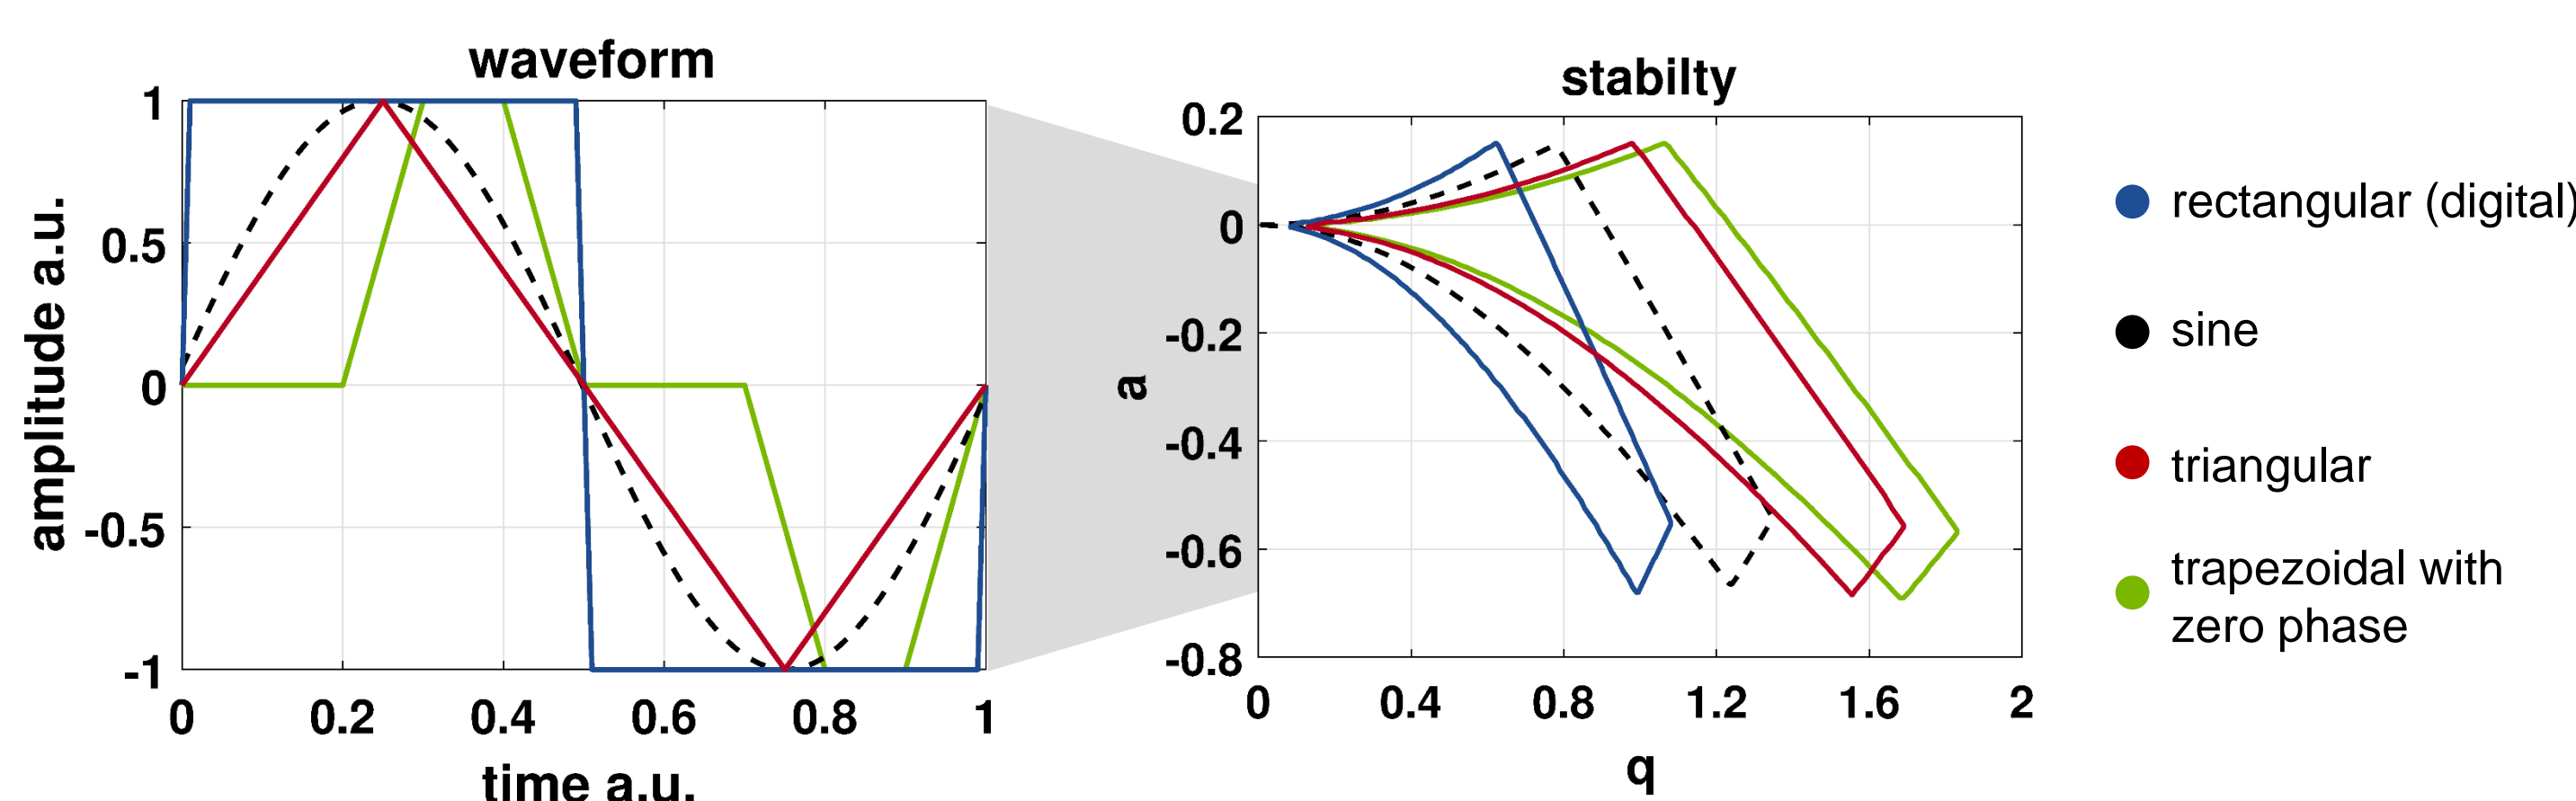 waveform
amplitude a.u.
1
0.5
0
-0.5
-1
0 0.2 0.4 0.6 0.8 1
time a.u.
stabilty
a
0.2
0
-0.2
-0.4
-0.6
-0.8
0 0.4 0.8 1.2 1.6 2
q
rectangular (digital)
sine
triangular
trapezoidal with
zero phase